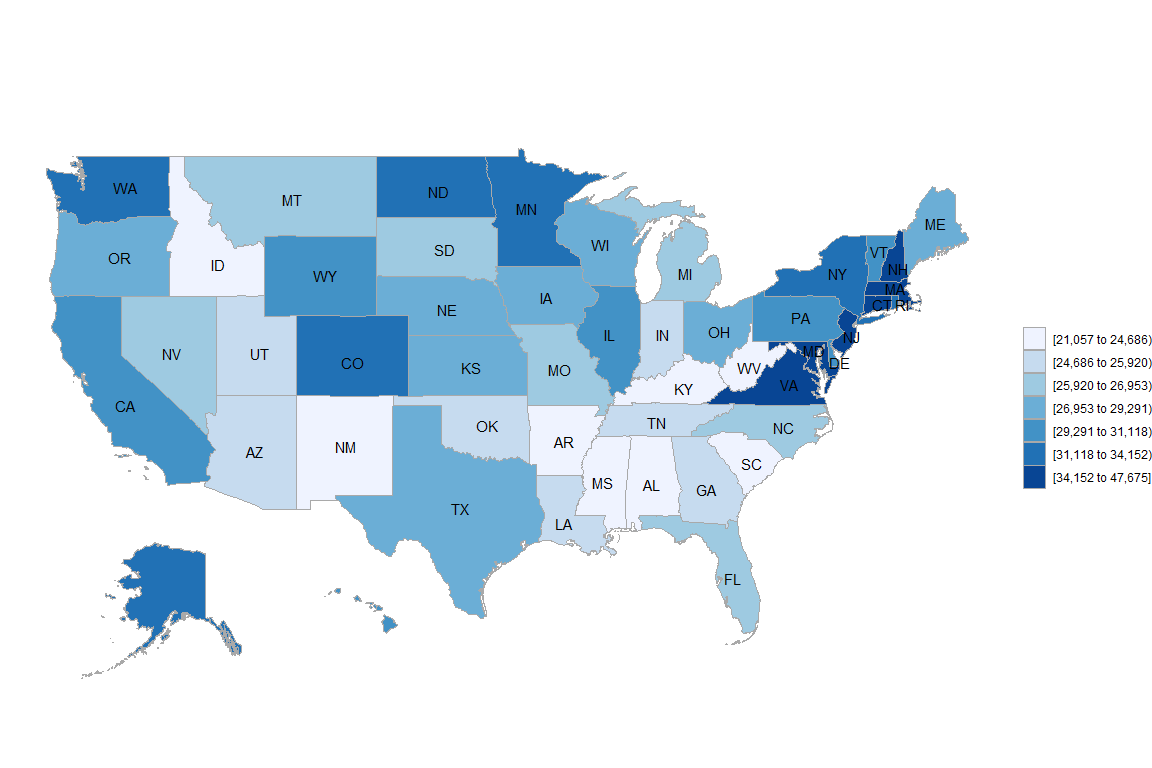 WA
MT
ND
MN
ME
OR
ID
WY
SD
WI
MI
VT
NH
NY
MA
CT
RI
NV
UT
CO
NE
IA
IL
IN
OH
PA
NJ
MD
DE
CA
KS
MO
KY
WV
VA
AZ
NM
OK
AR
TN
NC
SC
TX
LA
MS
AL
GA
FL
[21,057 to 24,686)
[24,686 to 25,920)
[25,920 to 26,953)
[26,953 to 29,291)
[29,291 to 31,118)
[31,118 to 34,152)
[34,152 to 47,675]